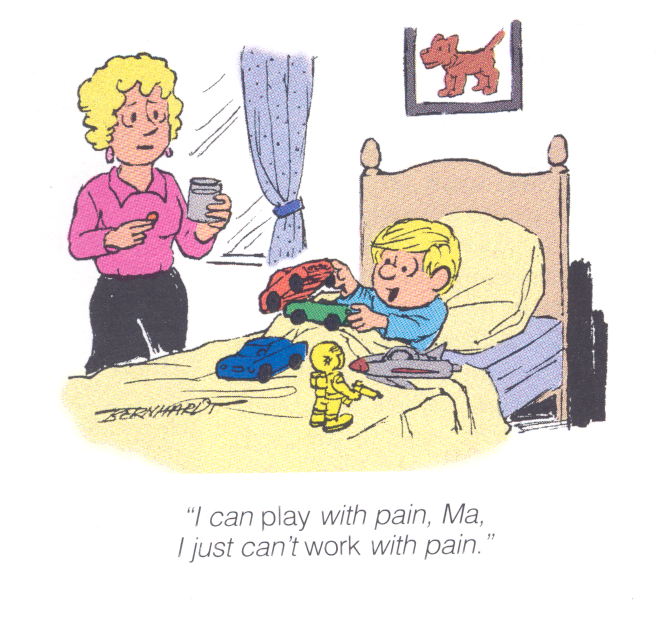 BERNHARDT
“I can play with pain, Ma,
I just can’t work with pain.”